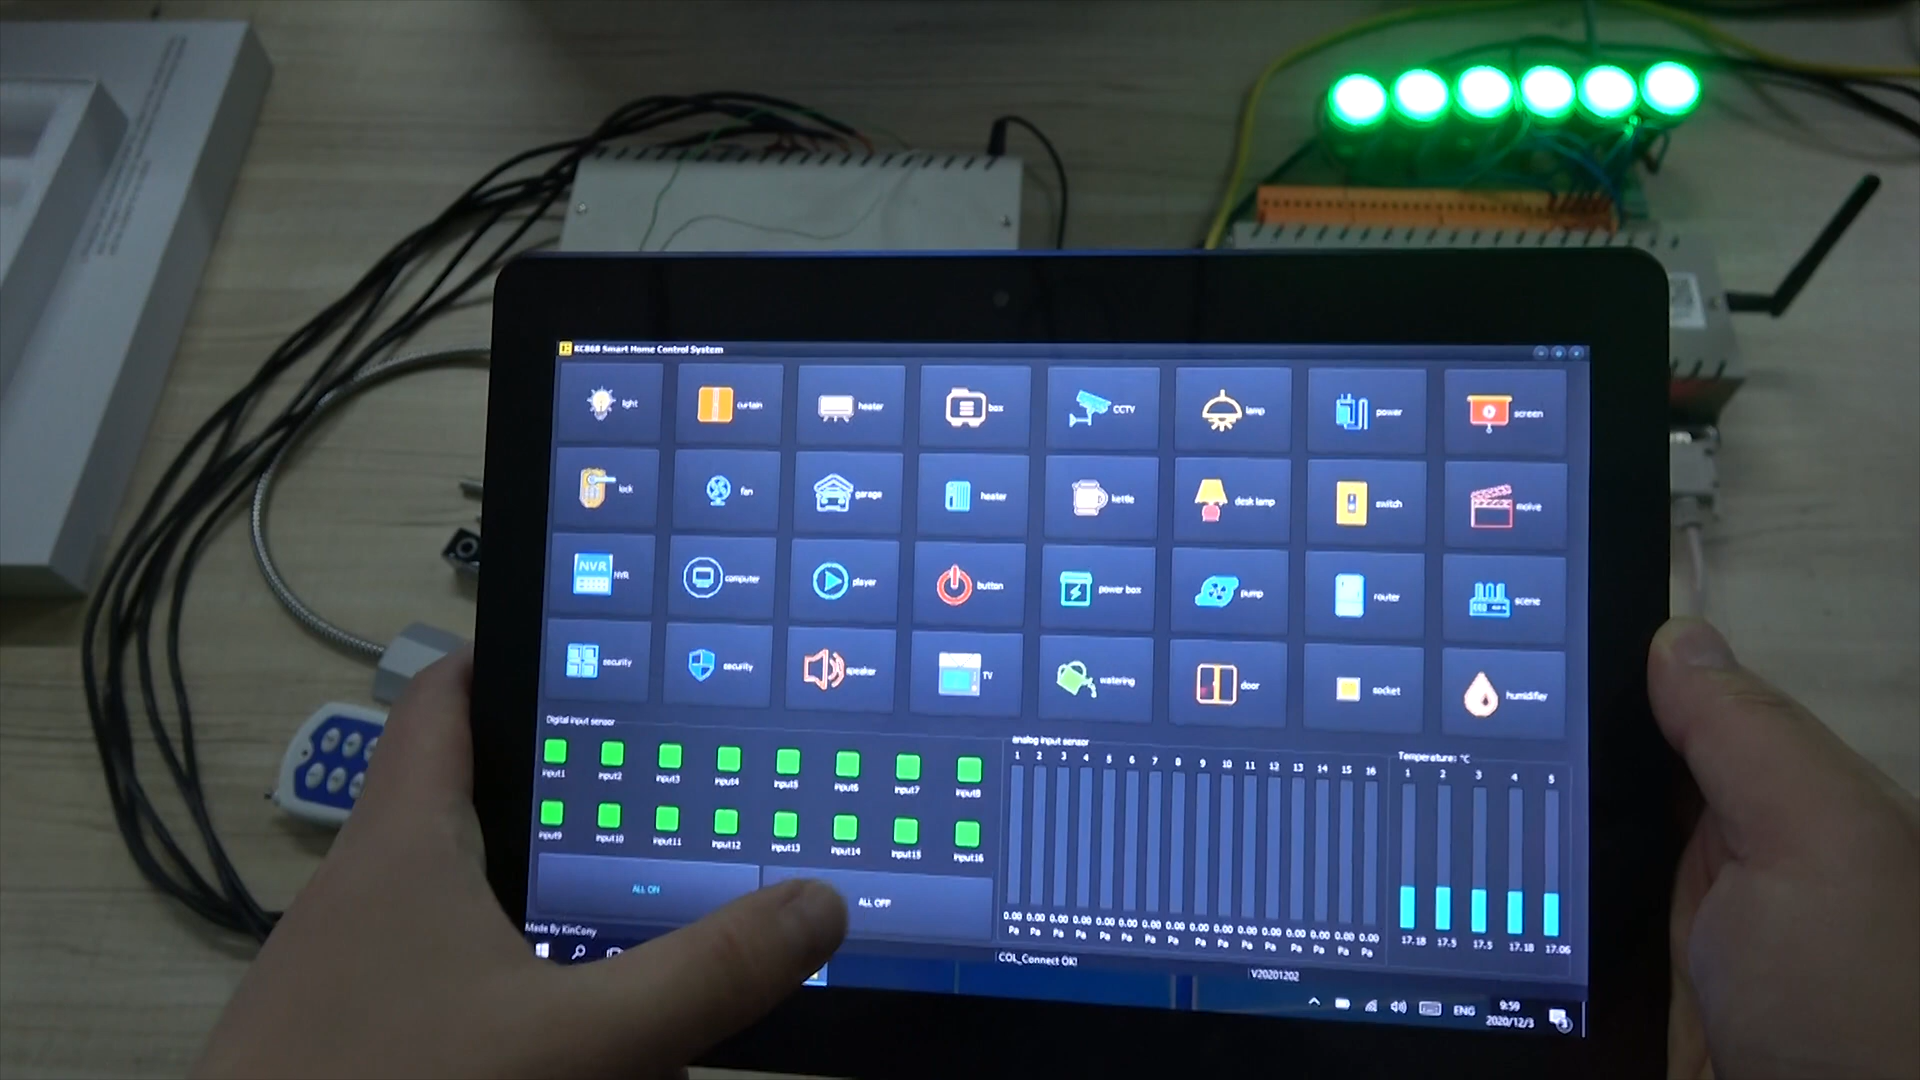 KC868 Smart Home Control System
light curtain heater box CCTV lamp power screen
lock fan garage heater kettle desk lamp switch moive
NVR NVR computer player button power box pump router scene
security security speaker TV watering door socket humidifier
Digital input sensor
input1 input2 input3 input4 input5 input6 input7 input8
input9 input10 input11 input12 input13 input14 input15 input16
ALL ON ALL OFF
analog input sensor
1 2 3 4 5 6 7 8 9 10 11 12 13 14 15 16
0.00 0.00 0.00 0.00 0.00 0.00 0.00 0.00 0.00 0.00 0.00 0.00 0.00 0.00 0.00 0.00
Pa Pa Pa Pa Pa Pa Pa Pa Pa Pa Pa Pa Pa Pa Pa Pa
Temperature: °C
1 2 3 4 5
17.18 17.5 17.5 17.18 17.06
Made By KinCony
COL_Connect OK!
V20201202
ENG
9:59
2020/12/3
3